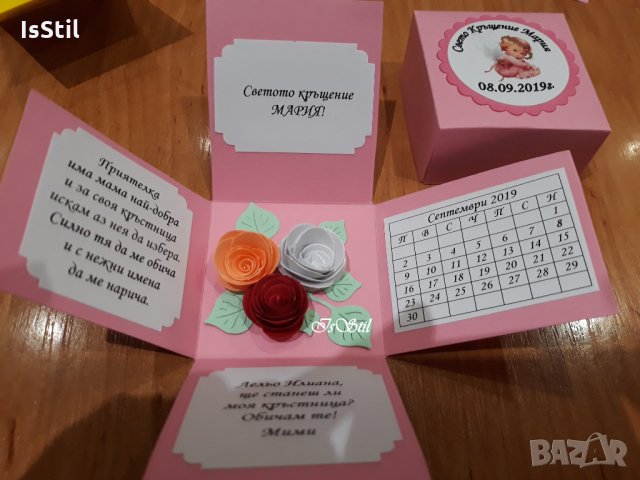 IsStil
Светото кръщение
МАРИЯ!
Свето Кръщение Мария
08.09.2019г.
Приятелка
има мама най-добра
и за своя кръстница
искам аз нея да избера.
Силно тя да ме обича
и с нежни имена
да ме нарича.
Септември 2019
П В С Ч П С Н
1
2 3 4 5 6 7 8
9 10 11 12 13 14 15
16 17 18 19 20 21 22
23 24 25 26 27 28 29
30
IsStil
Лельо Илиана,
ще станеш ли
моя кръстница?
Обичам те!
Мими
BAZAR